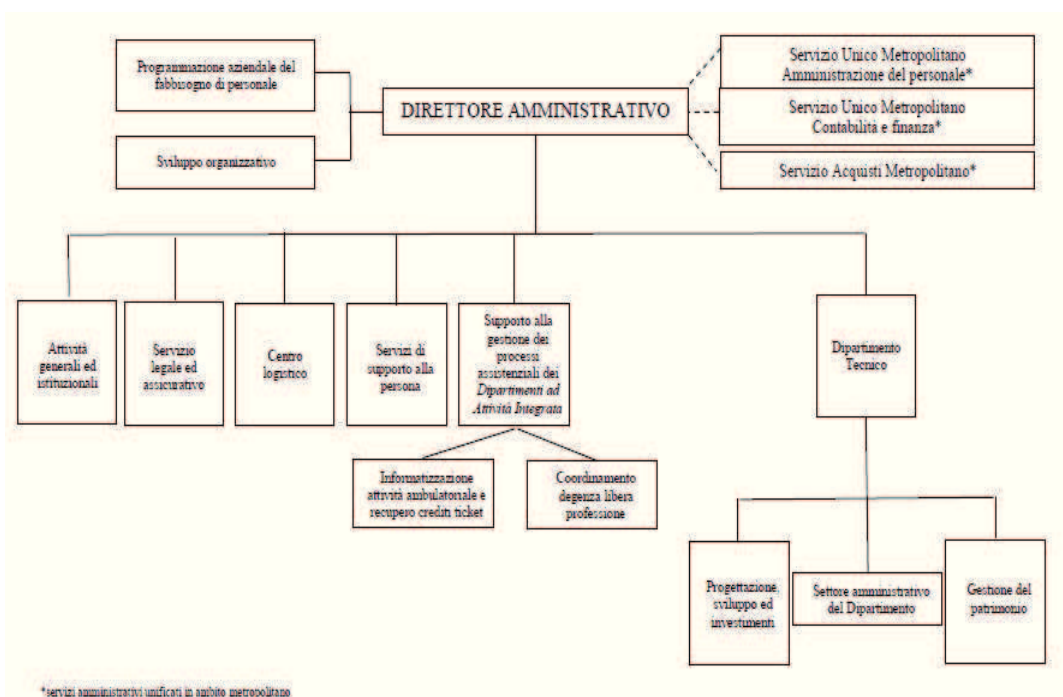 Programmazione aziendale del
fabbisogno di personale
Sviluppo organizzativo
DIRETTORE AMMINISTRATIVO
Servizio Unico Metropolitano
Amministrazione del personale*
Servizio Unico Metropolitano
Contabilità e finanza*
Servizio Acquisti Metropolitano*
Attività
generali ed
istituzionali
Servizio
legale ed
assicurativo
Centro
logistico
Servizi di
supporto alla
persona
Supporto alla
gestione dei
processi
assistenziali dei
Dipartimenti ad
Attività Integrata
Dipartimento
Tecnico
Informatizzazione
attività ambulatoriale e
recupero crediti ticket
Coordinamento
degenza libera
professione
Progettazione,
sviluppo ed
investimenti
Settore amministrativo
del Dipartimento
Gestione del
patrimonio
*servizi amministrativi unificati in ambito metropolitano